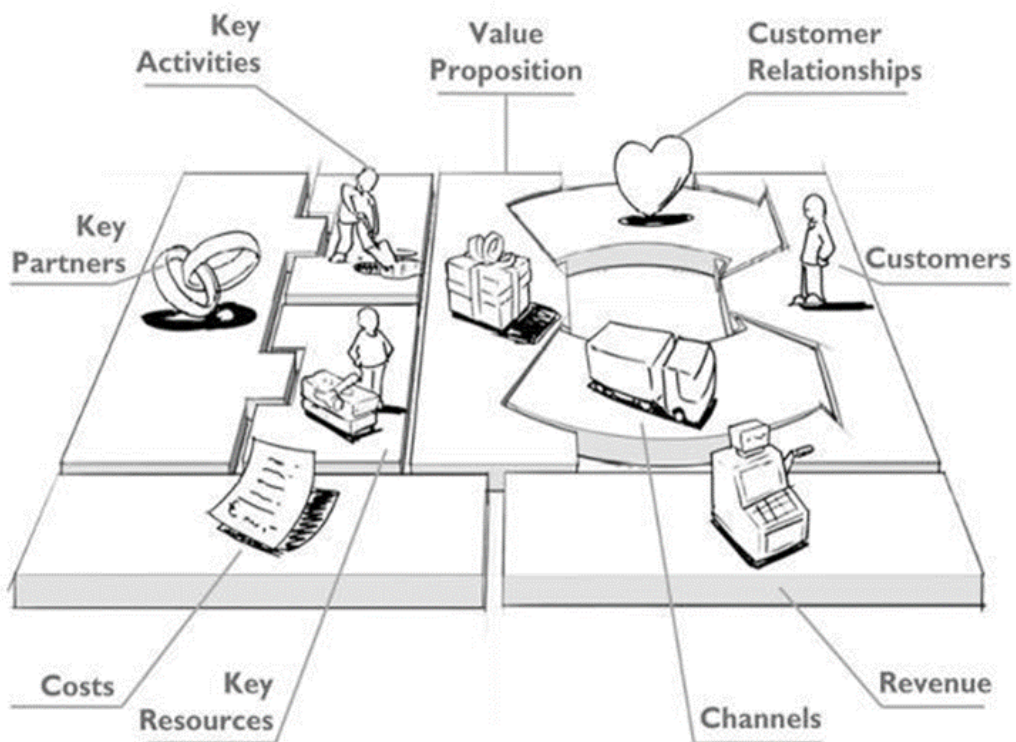 Key
Activities
Value
Proposition
Customer
Relationships
Key
Partners
Customers
Costs
Key
Resources
Channels
Revenue